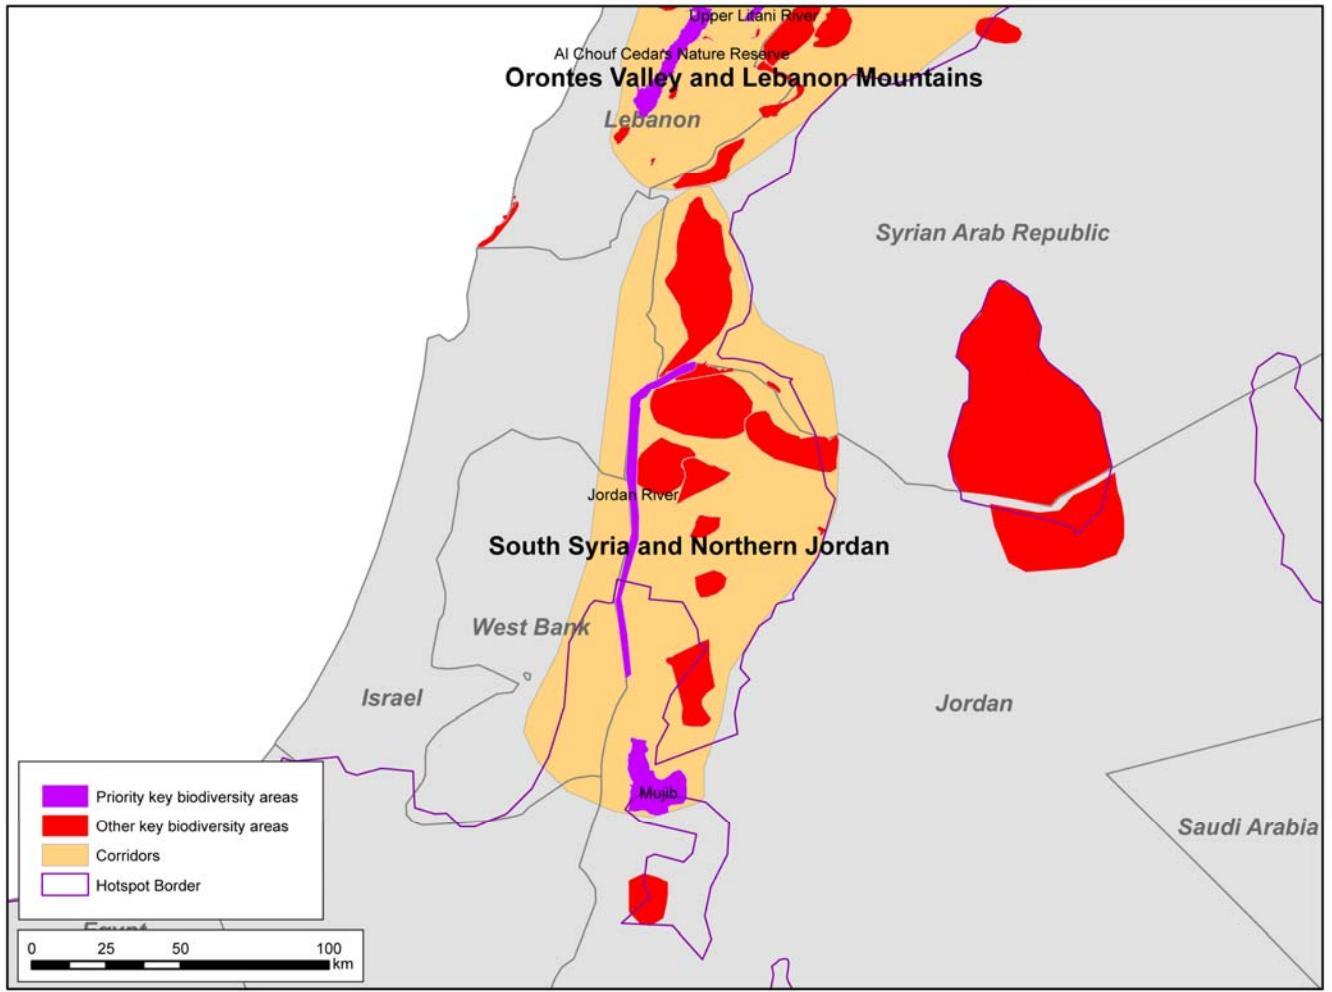 Upper Litani River
Al Chouf Cedars Nature Reserve
Orontes Valley and Lebanon Mountains
Lebanon
Syrian Arab Republic
Jordan River
South Syria and Northern Jordan
West Bank
Israel
Jordan
Mujib
Saudi Arabia
Priority key biodiversity areas
Other key biodiversity areas
Corridors
Hotspot Border
Egypt
0 25 50 100
km